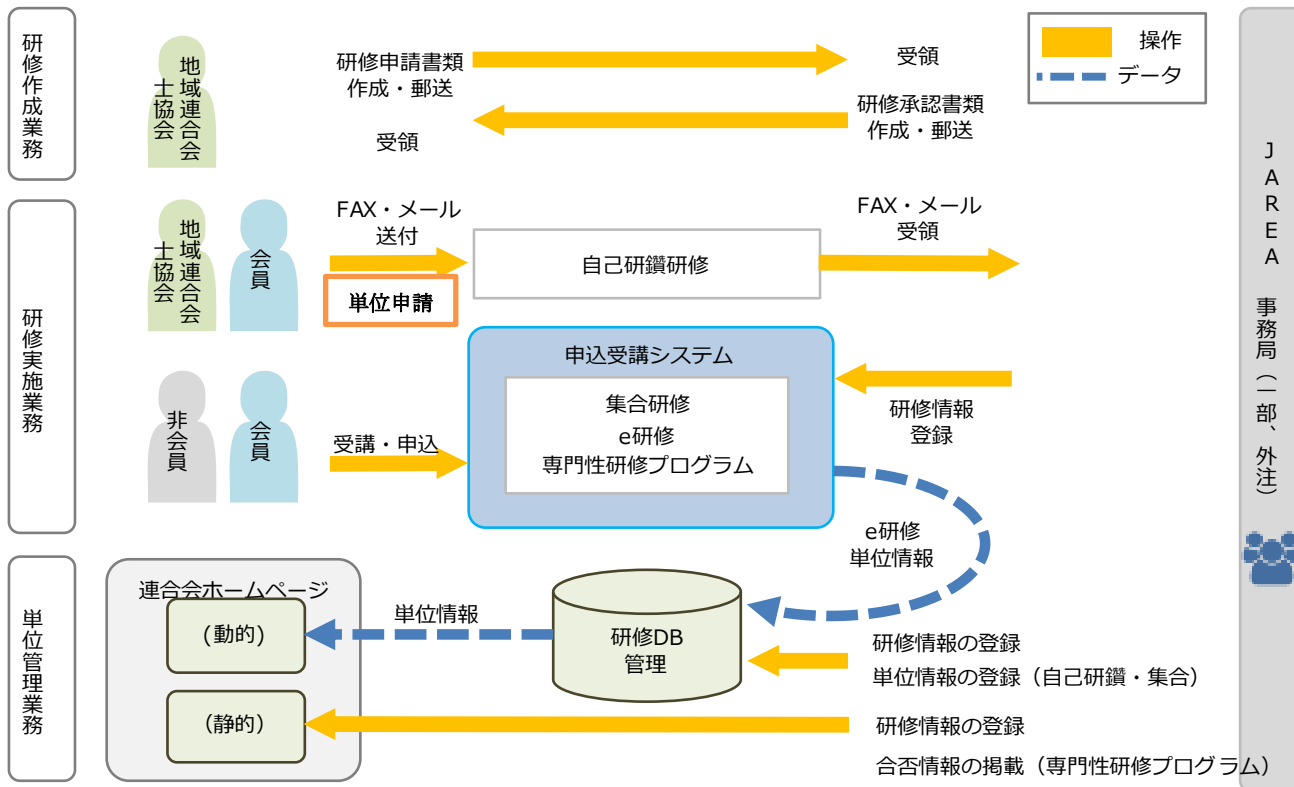 研修作成業務
地域連合会
士協会
研修申請書類
作成・郵送
受領
研修承認書類
作成・郵送
受領
操作
データ
JAREA 事務局（一部、外注）
研修実施業務
地域連合会
士協会
会員
FAX・メール
送付
単位申請
自己研鑽研修
FAX・メール
受領
非会員
会員
受講・申込
申込受講システム
集合研修
e研修
専門性研修プログラム
研修情報
登録
e研修
単位情報
単位管理業務
連合会ホームページ
(動的)
(静的)
単位情報
研修DB
管理
研修情報の登録
単位情報の登録（自己研鑽・集合）
研修情報の登録
合否情報の掲載（専門性研修プログラム）